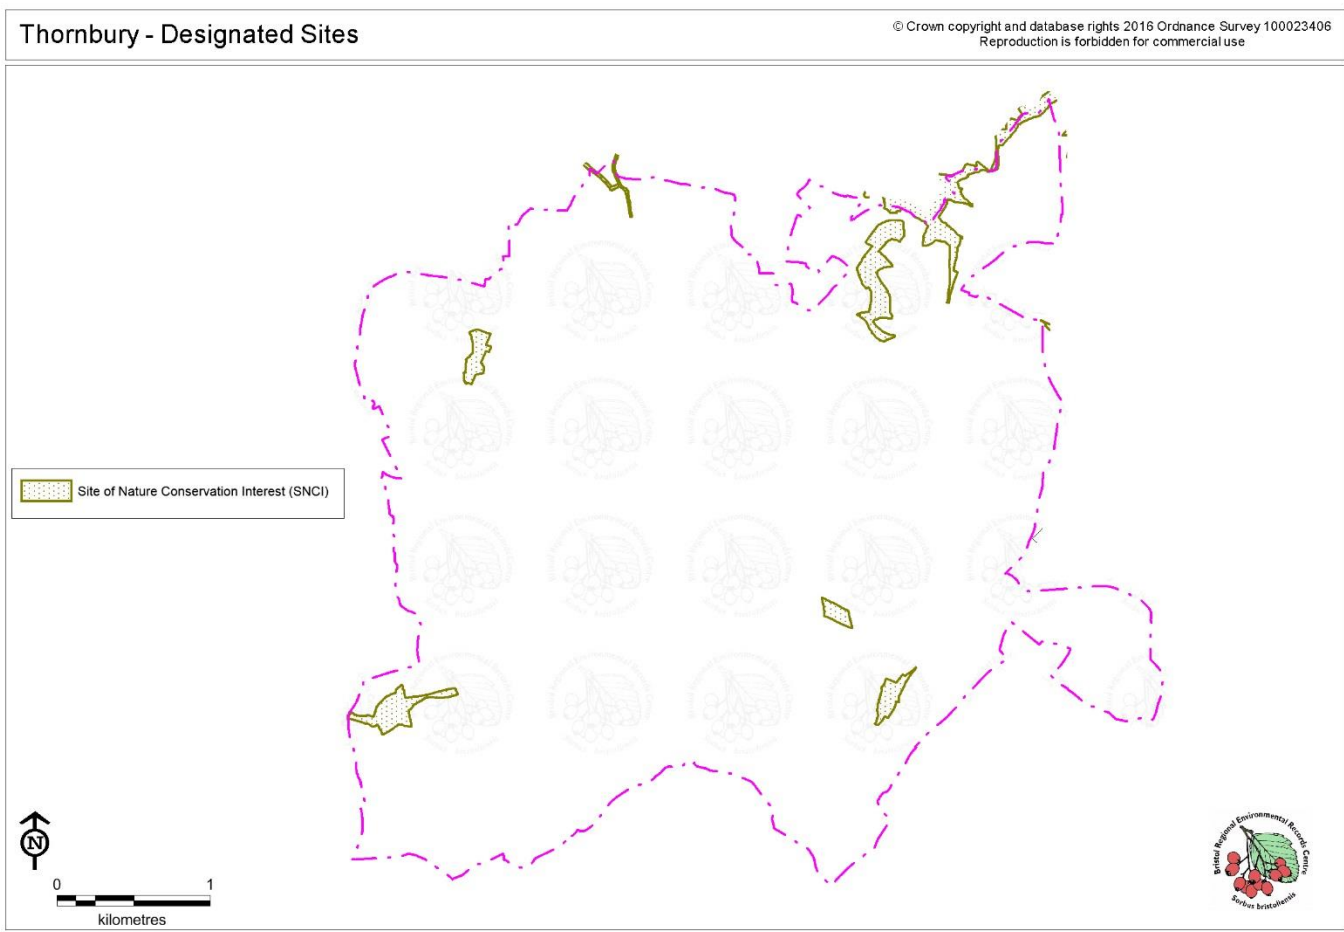 Thornbury - Designated Sites
© Crown copyright and database rights 2016 Ordnance Survey 100023406
Reproduction is forbidden for commercial use
Site of Nature Conservation Interest (SNCI)
N
0 1
kilometres
Bristol Regional Environmental Records Centre
Sorbus bristoliensis